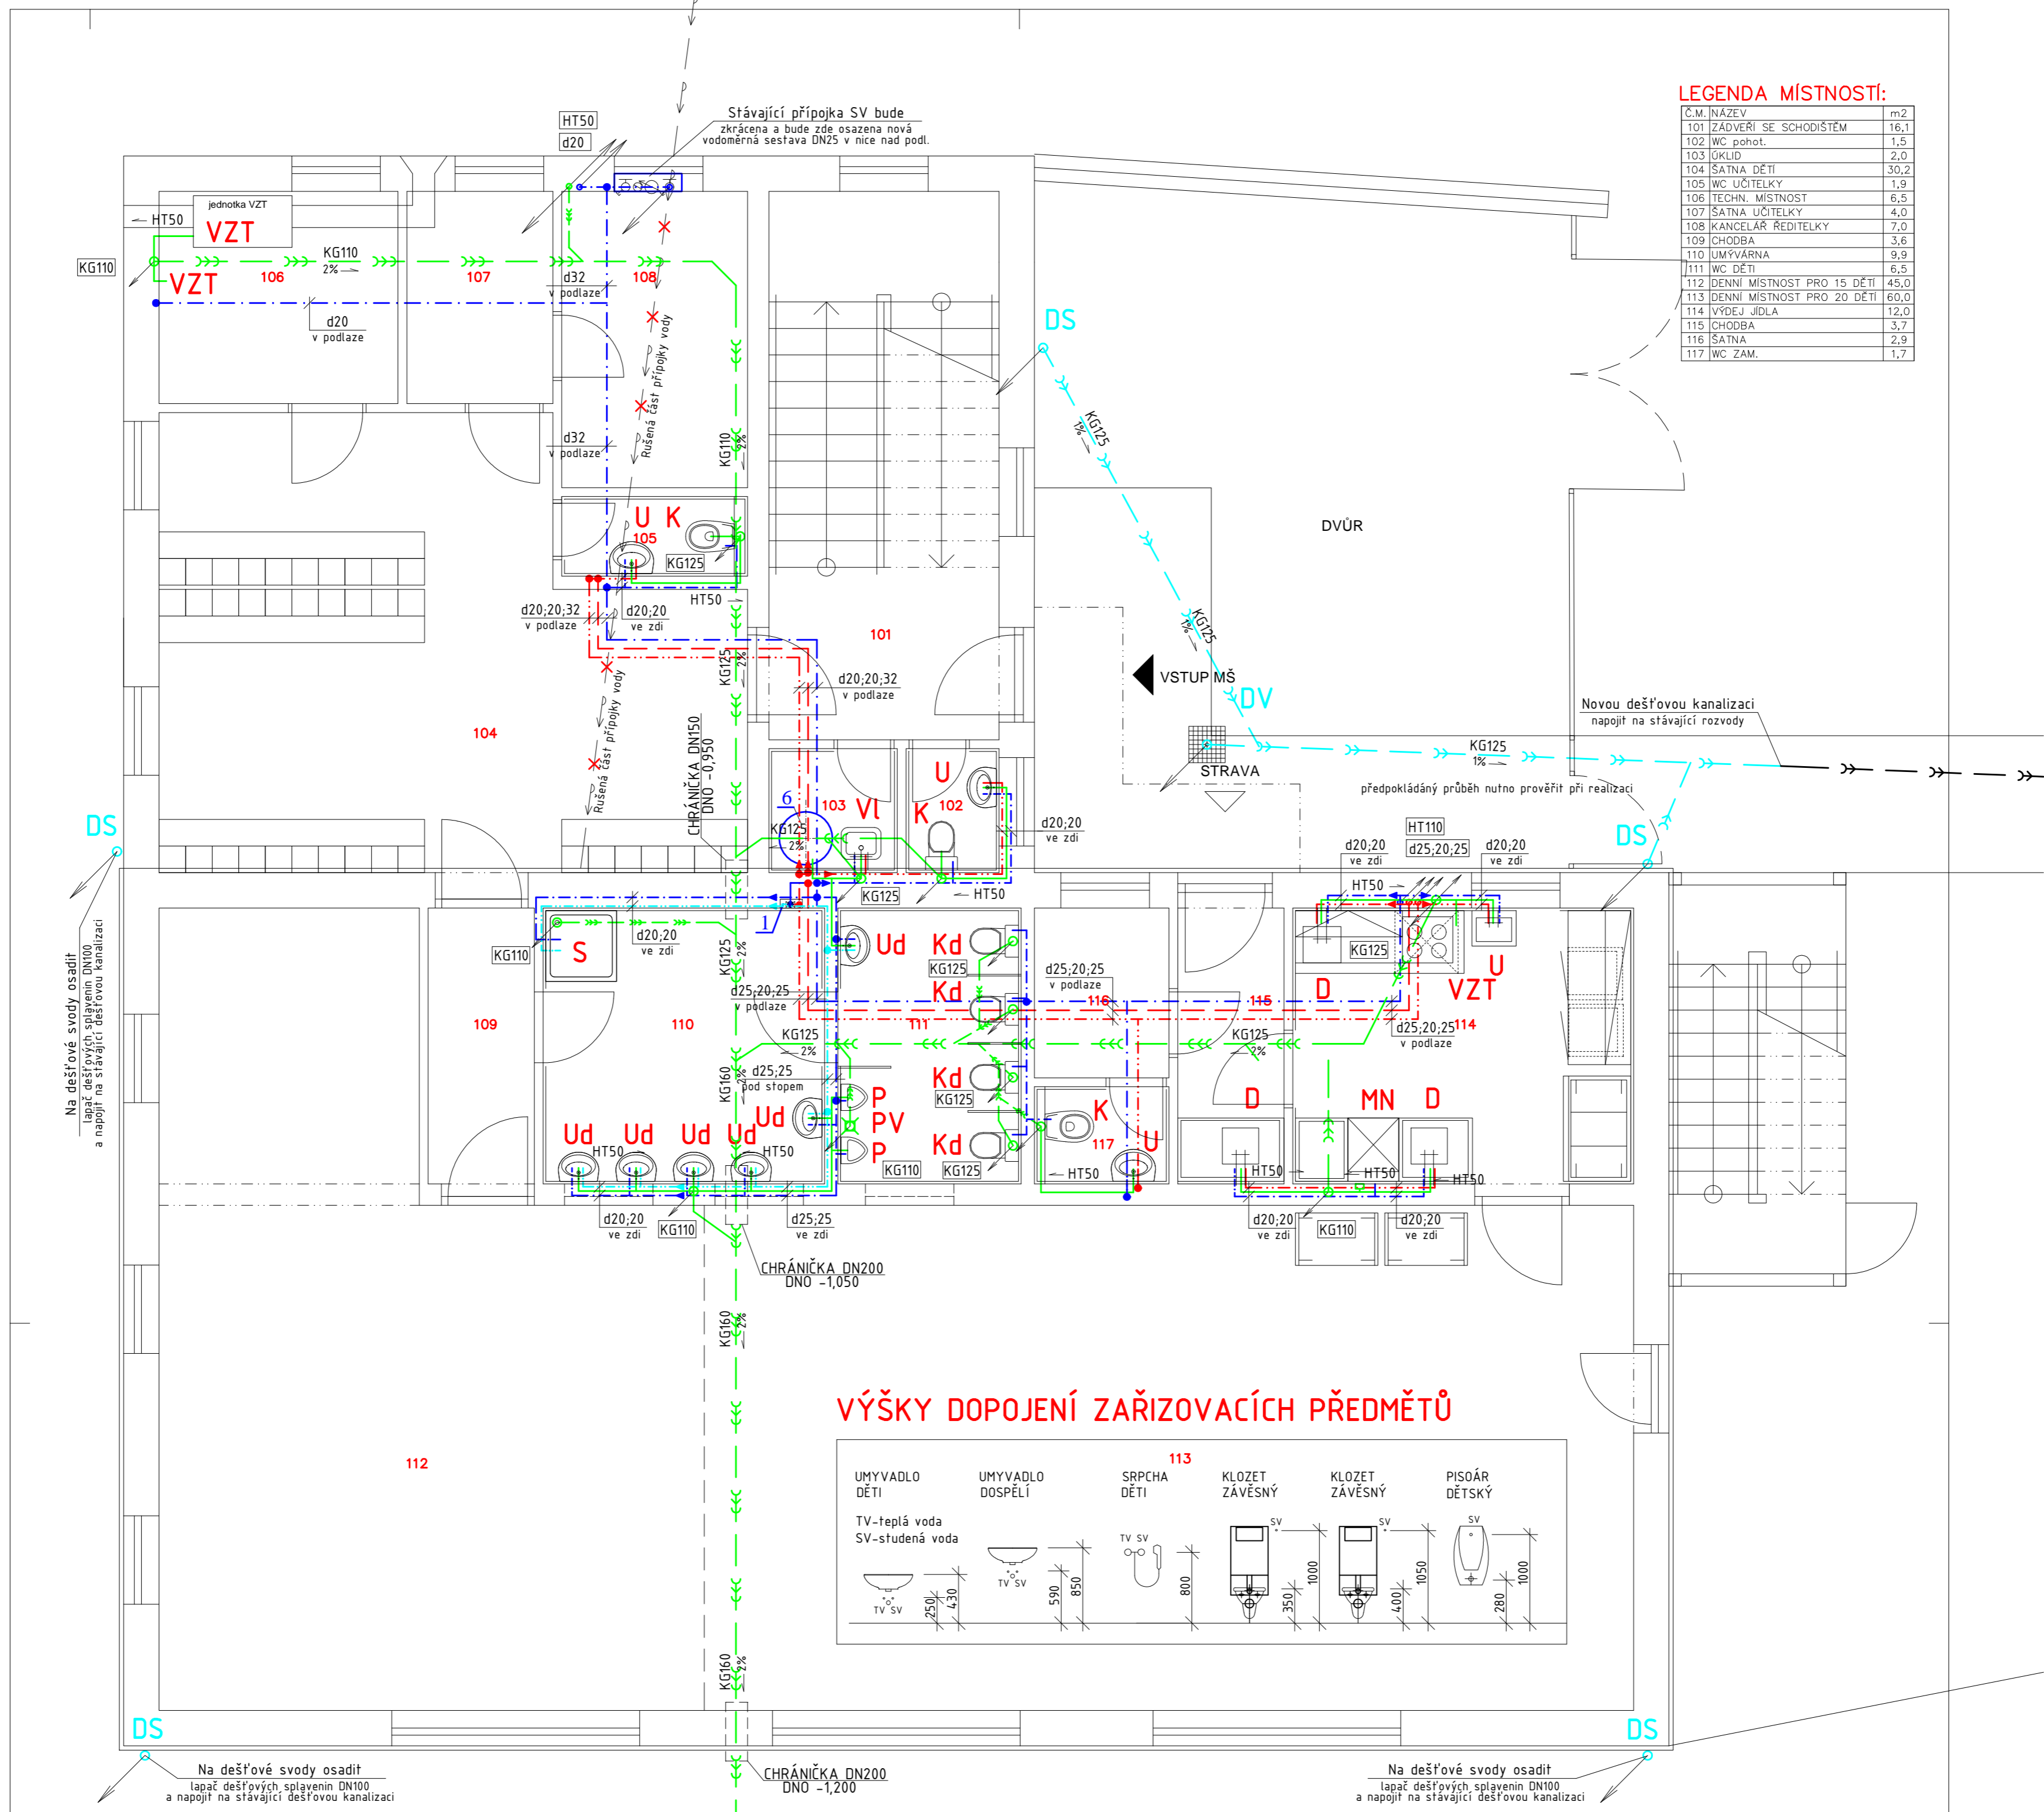 Stávající přípojka SV bude
zkrácena a bude zde osazena nová
vodoměrná sestava DN25 v nice nad podl.
HT50
d20
LEGENDA MÍSTNOSTÍ:
Č.M. NÁZEV m2
101 ZÁDVEŘÍ SE SCHODIŠTĚM 16,1
102 WC pohot. 1,5
103 ÚKLID 2,0
104 ŠATNA DĚTÍ 30,2
105 WC UČITELKY 1,9
106 TECHN. MÍSTNOST 6,5
107 ŠATNA UČITELKY 4,0
108 KANCELÁŘ ŘEDITELKY 7,0
109 CHODBA 3,6
110 UMÝVÁRNA 9,9
111 WC DĚTI 6,5
112 DENNÍ MÍSTNOST PRO 15 DĚTÍ 45,0
113 DENNÍ MÍSTNOST PRO 20 DĚTÍ 60,0
114 VÝDEJ JÍDLA 12,0
115 CHODBA 3,7
116 ŠATNA 2,9
117 WC ZAM. 1,7
jednotka VZT
HT50
VZT
KG110
KG110
2%
VZT
106
107
108
d32
v podlaze
d20
v podlaze
Rušená část přípojky vody
d32
v podlaze
KG110
2%
DS
KG125
1%
DVŮR
U K
105
KG125
HT50
d20;20;32
v podlaze
d20;20
ve zdi
101
KG125
1%
KG125
2%
d20;20;32
v podlaze
VSTUP MŠ
DV
Novou dešťovou kanalizaci
napojit na stávající rozvody
104
Rušená část přípojky vody
CHRÁNIČKA DN150
DNO -0,950
KG125
1%
STRAVA
předpokládáný průběh nutno prověřit při realizaci
6
103
Vl
U
102
K
KG125
2%
d20;20
ve zdi
DS
HT110
d25;20;25
DS
d20;20
ve zdi
d20;20
ve zdi
HT50
KG125
HT50
1
Na dešťové svody osadit
lapač dešťových splavenin DN100
a napojit na stávající dešťovou kanalizaci
KG110
S
d20;20
ve zdi
KG125
2%
Ud
Kd
KG125
KG125
U
D
VZT
d25;20;25
v podlaze
d25;20;25
v podlaze
Kd
109
110
111
116
115
114
KG125
2%
KG125
2%
d25;20;25
v podlaze
d25;25
pod stopem
KG160
2%
Kd
KG125
P
PV
P
Ud
K
117
U
D
MN
D
Ud
Ud
Ud
Ud
HT50
HT50
KG110
Kd
KG125
HT50
HT50
HT50
HT50
d20;20
ve zdi
KG110
d25;25
ve zdi
d20;20
ve zdi
KG110
d20;20
ve zdi
CHRÁNIČKA DN200
DNO -1,050
KG160
2%
VÝŠKY DOPOJENÍ ZAŘIZOVACÍCH PŘEDMĚTŮ
112
113
UMYVADLO
DĚTI
UMYVADLO
DOSPĚLÍ
SRPCHA
DĚTI
KLOZET
ZÁVĚSNÝ
KLOZET
ZÁVĚSNÝ
PISOÁR
DĚTSKÝ
TV-teplá voda
SV-studená voda
TV SV
250
430
TV SV
590
850
TV SV
800
SV
350
1000
SV
400
1050
SV
280
1000
KG160
2%
DS
Na dešťové svody osadit
lapač dešťových splavenin DN100
a napojit na stávající dešťovou kanalizaci
CHRÁNIČKA DN200
DNO -1,200
DS
Na dešťové svody osadit
lapač dešťových splavenin DN100
a napojit na stávající dešťovou kanalizaci